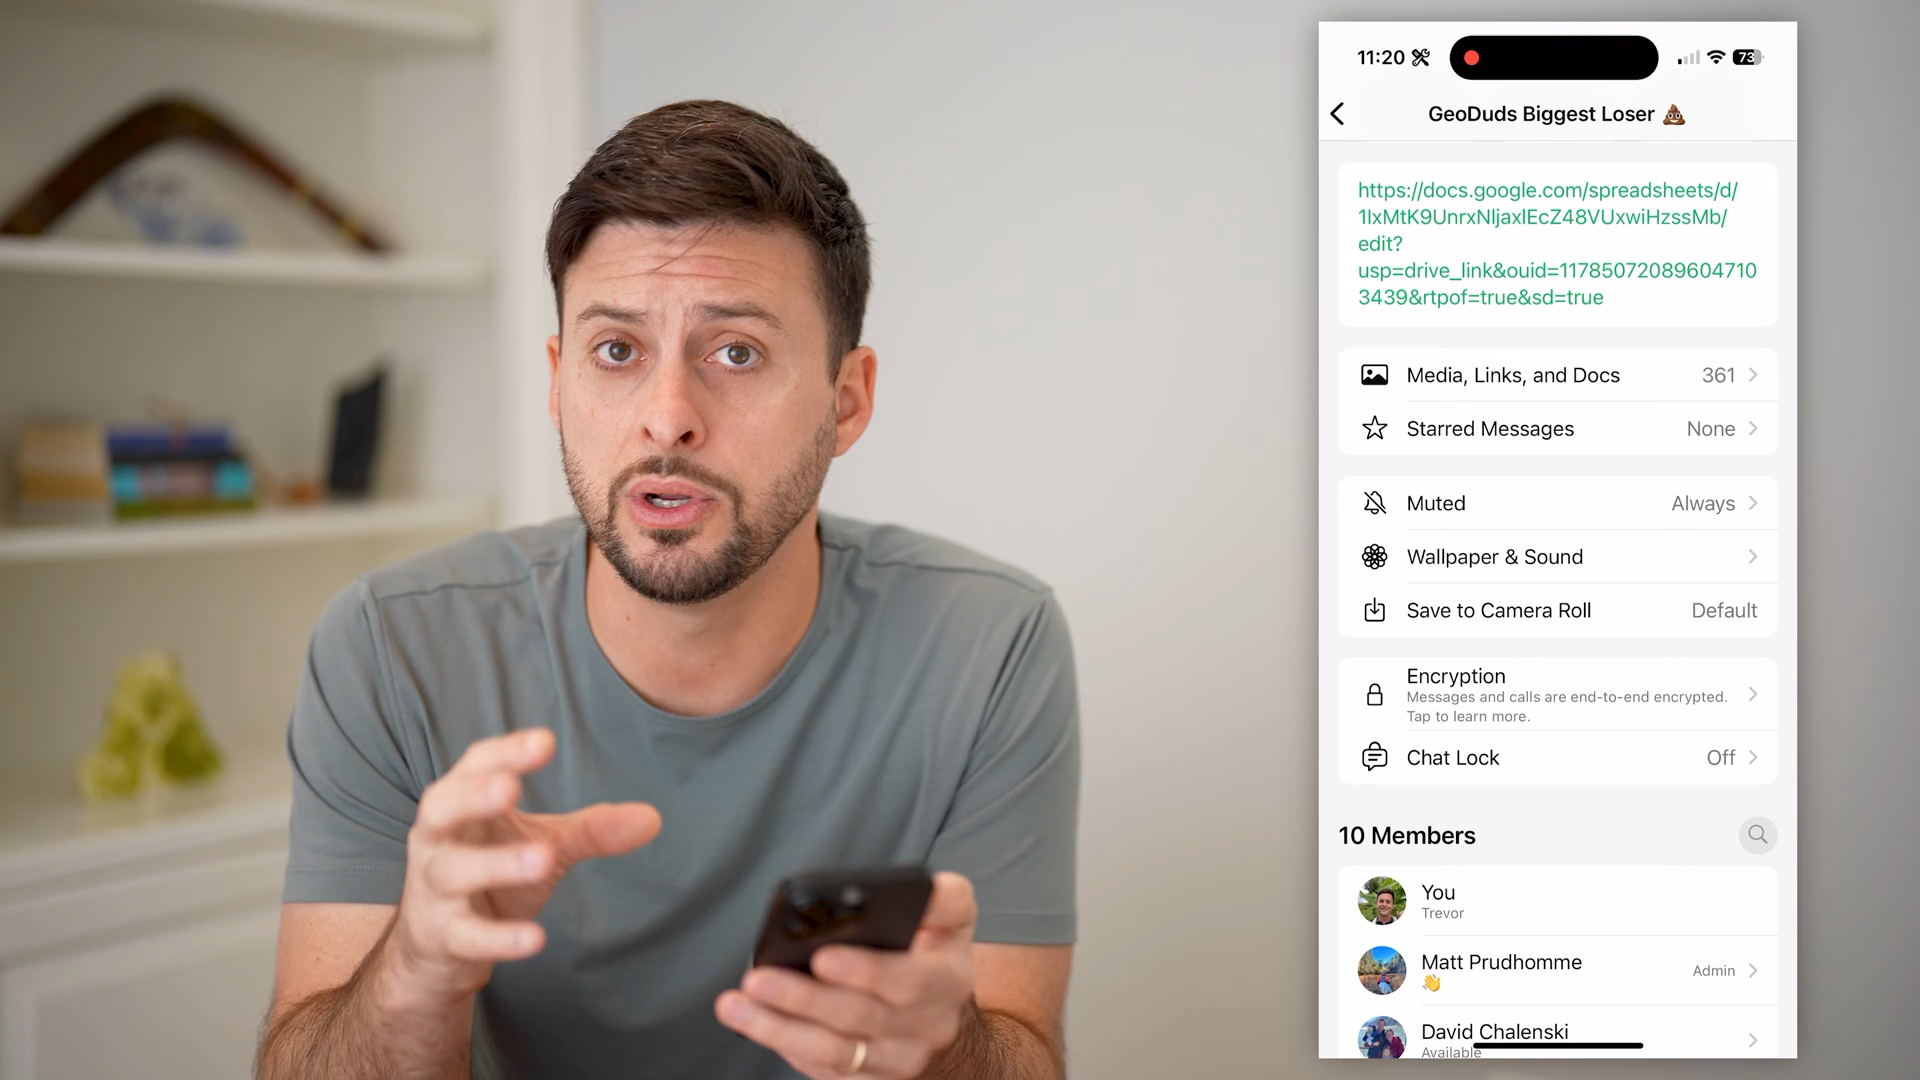 11:20
73
GeoDuds Biggest Loser 💩
https://docs.google.com/spreadsheets/d/
1IxMtK9UnrxNljaxlEcZ48VUxwiHzssMb/
edit?
usp=drive_link&ouid=11785072089604710
3439&rtpof=true&sd=true
Media, Links, and Docs 361
Starred Messages None
Muted Always
Wallpaper & Sound
Save to Camera Roll Default
Encryption
Messages and calls are end-to-end encrypted.
Tap to learn more.
Chat Lock Off
10 Members
You
Trevor
Matt Prudhomme
Admin
👋
David Chalenski
Available